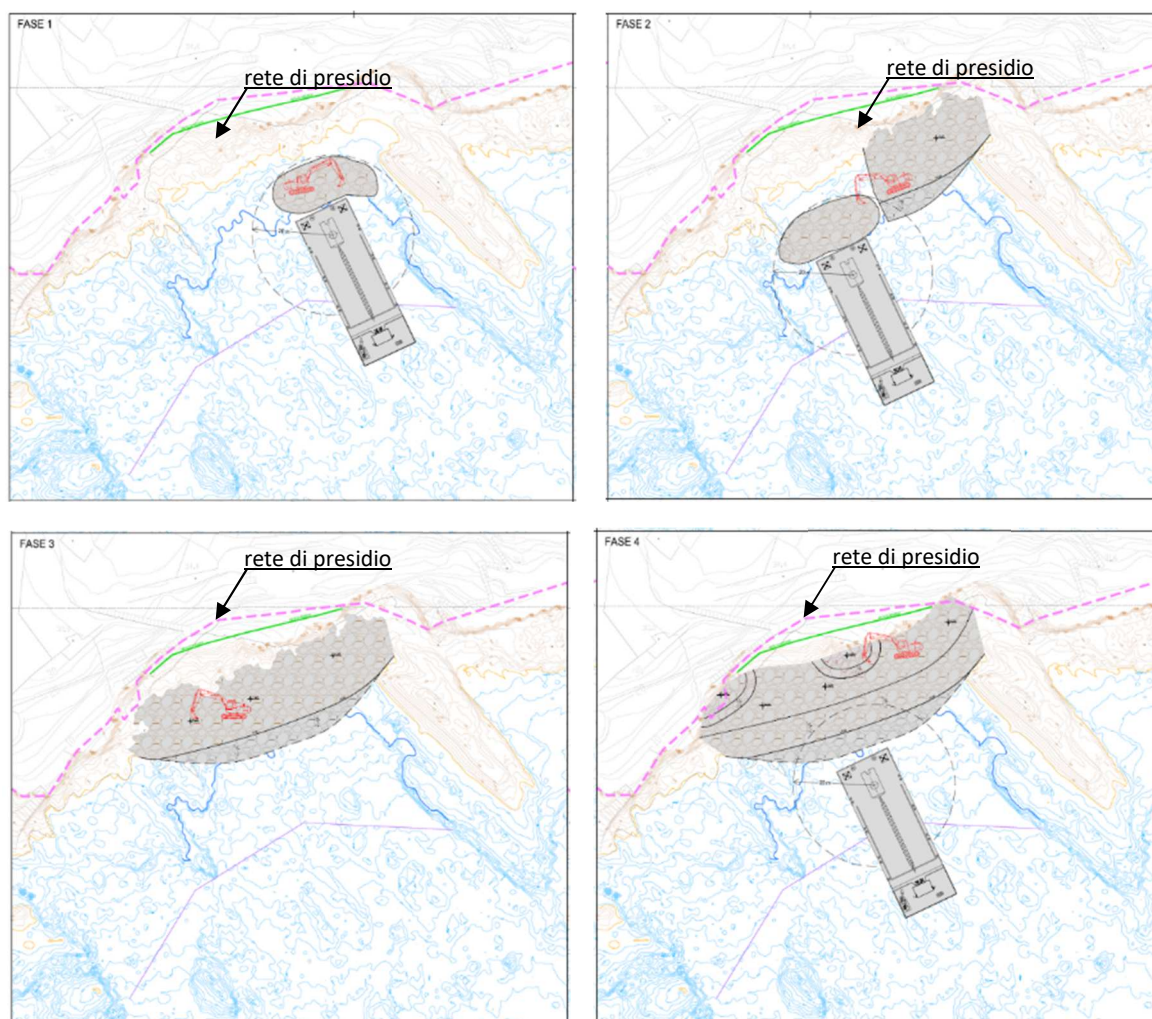 FASE 1
rete di presidio
FASE 2
rete di presidio
FASE 3
rete di presidio
FASE 4
rete di presidio